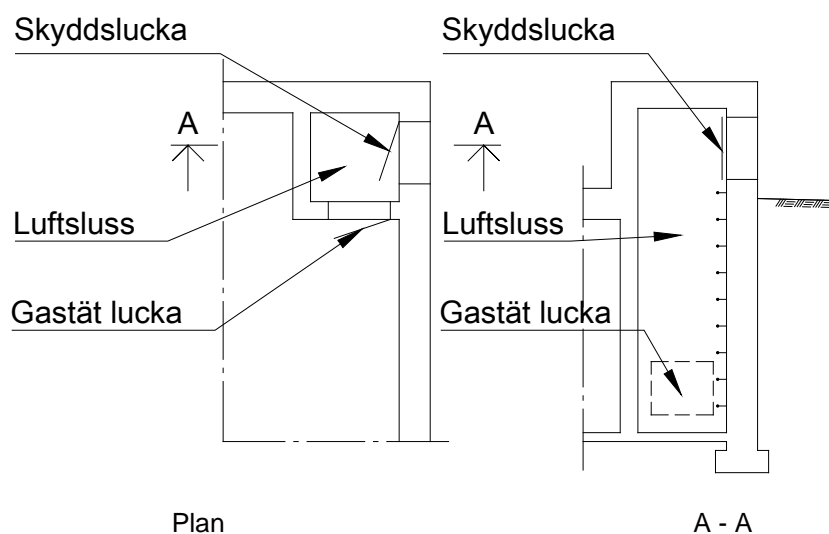 Skyddslucka
Skyddslucka
A
A
Luftsluss
Luftsluss
Gastät lucka
Gastät lucka
Plan
A - A